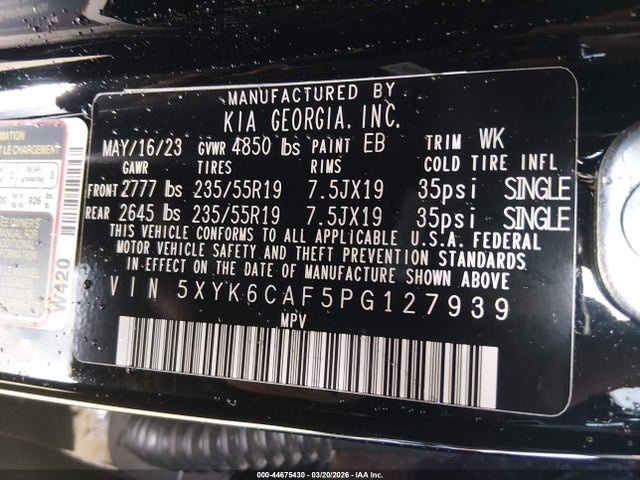 MANUFACTURED BY
KIA GEORGIA, INC.
MAY/16/23 GVWR 4850 lbs PAINT EB TRIM WK
GAWR TIRES RIMS COLD TIRE INFL
FRONT 2777 lbs 235/55R19 7.5JX19 35psi SINGLE
REAR 2645 lbs 235/55R19 7.5JX19 35psi SINGLE
THIS VEHICLE CONFORMS TO ALL APPLICABLE U.S.A. FEDERAL
MOTOR VEHICLE SAFETY AND THEFT PREVENTION STANDARDS
IN EFFECT ON THE DATE OF MANUFACTURE SHOWN ABOVE
VIN 5XYK6CAF5PG127939
MPV
W420
REAR 3
926
000-44675430 - 03/20/2026 - IAA Inc.